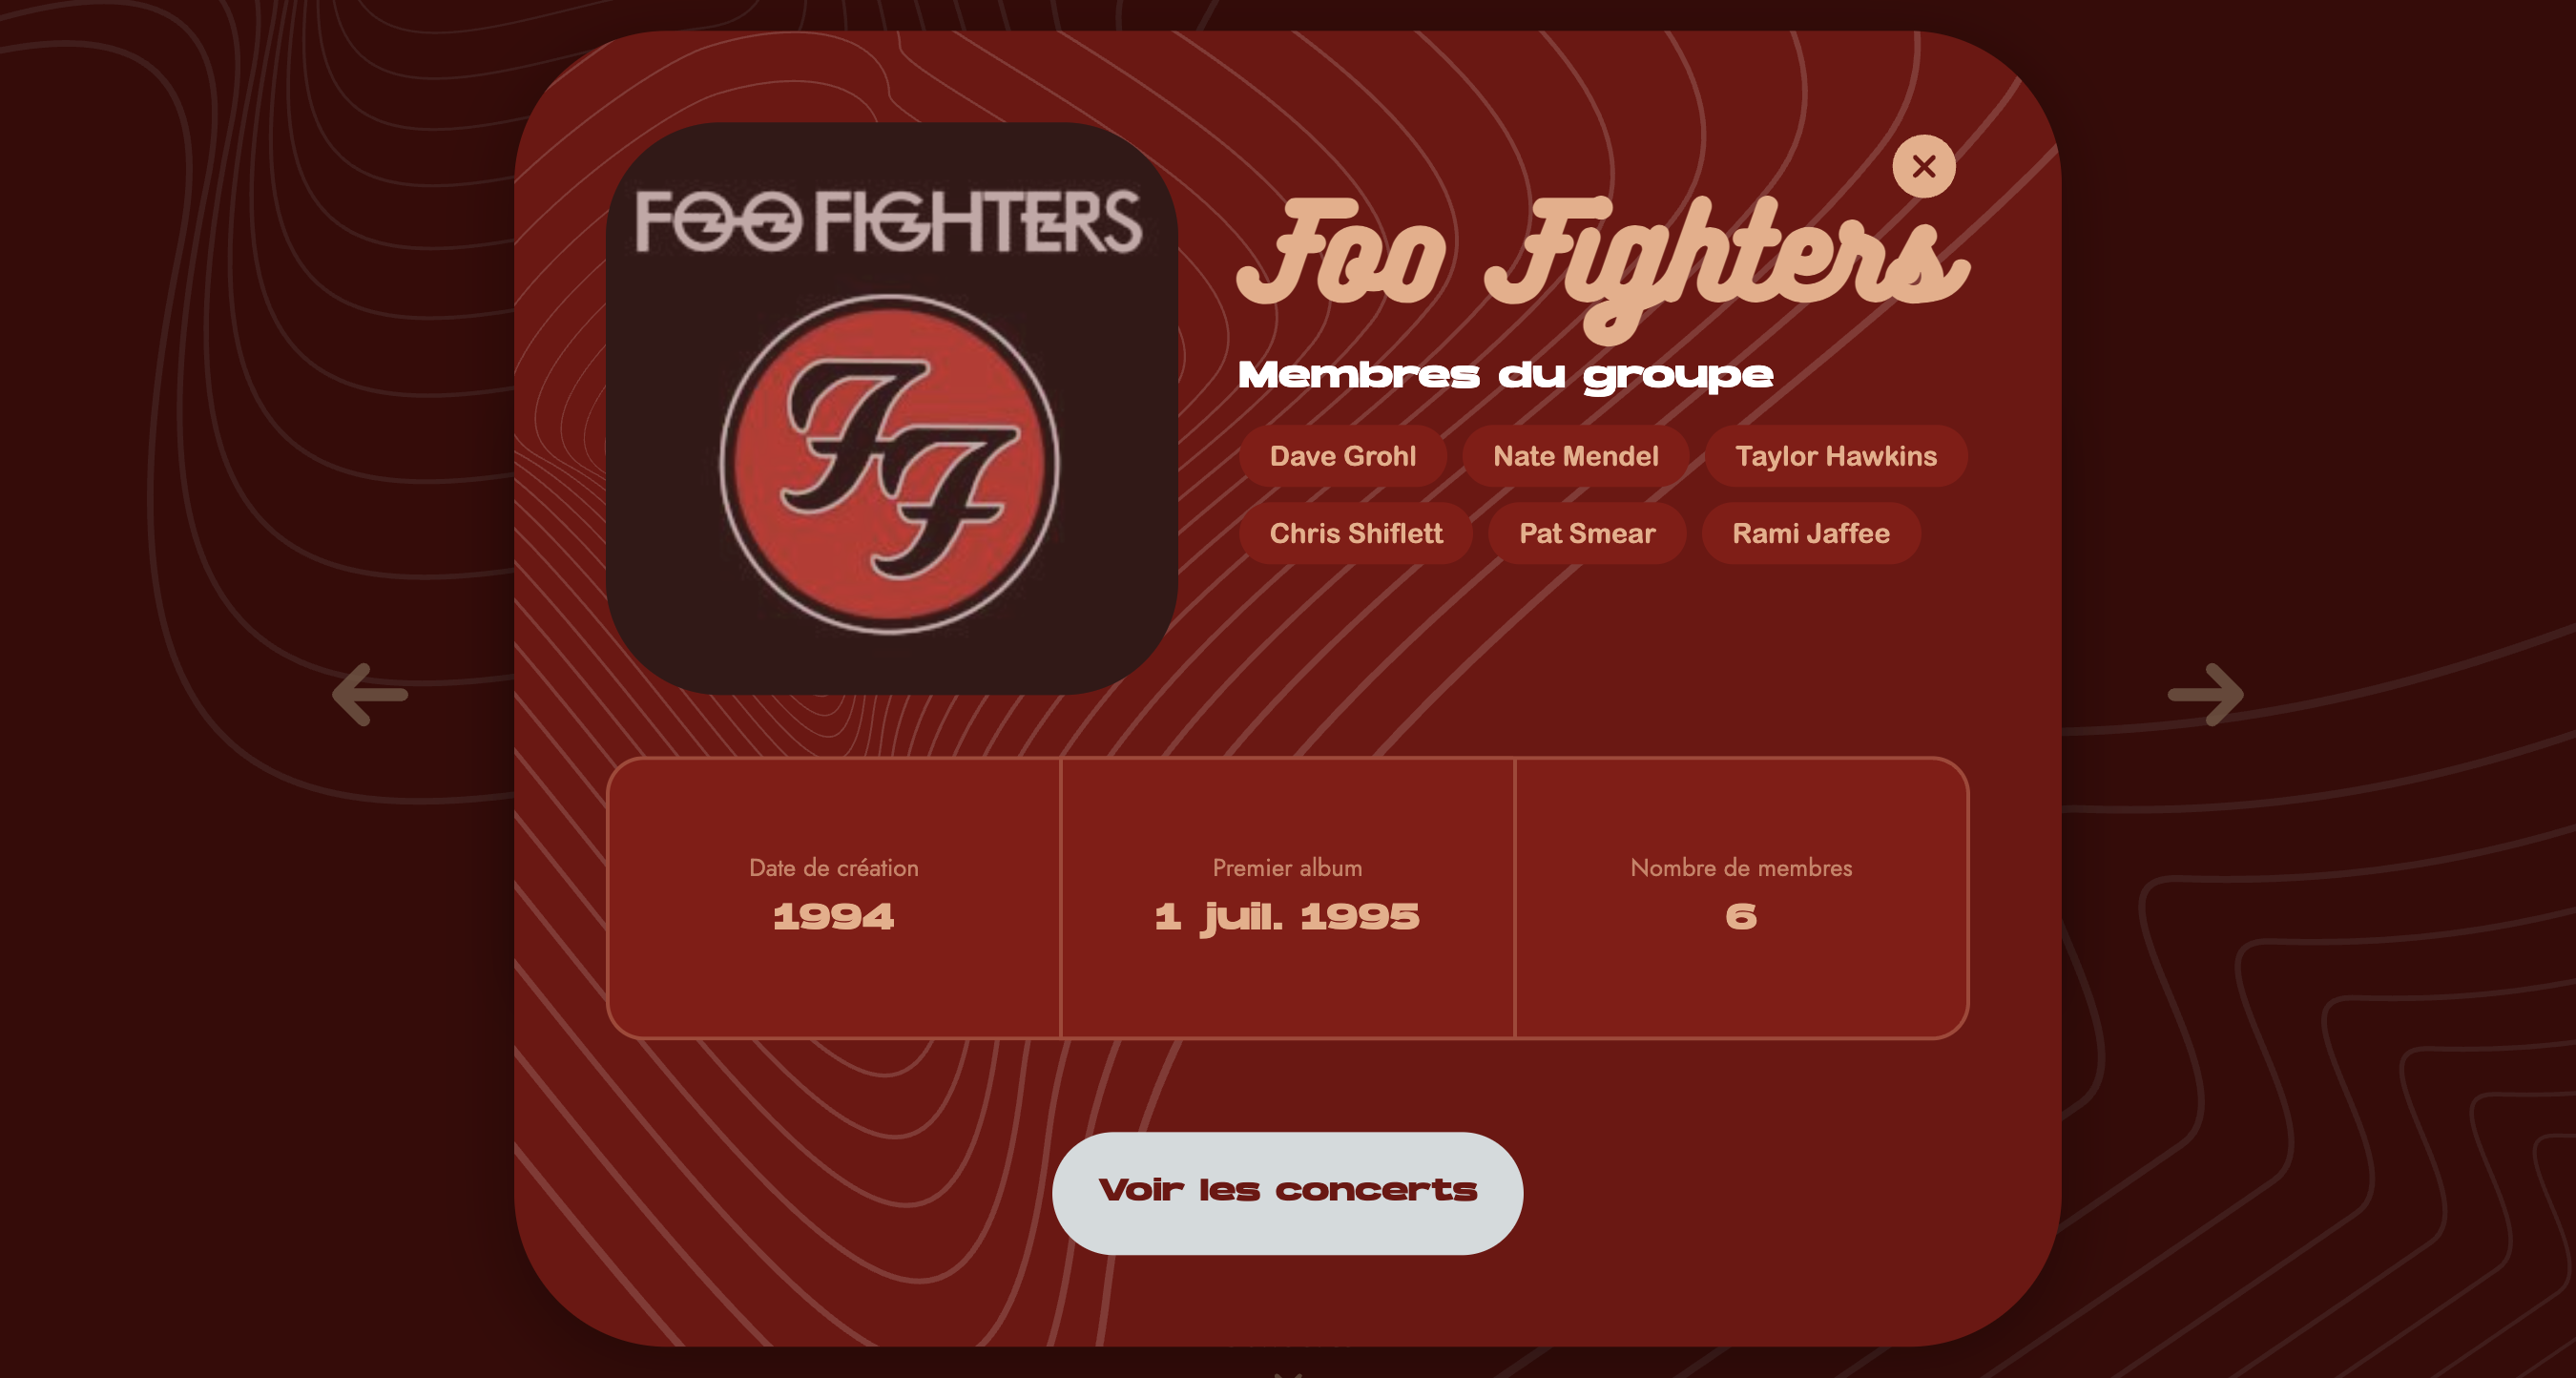 FOO FIGHTERS
FF
Foo Fighters
Membres du groupe
Dave Grohl Nate Mendel Taylor Hawkins
Chris Shiflett Pat Smear Rami Jaffee
Date de création Premier album Nombre de membres
1994 1 juil. 1995 6
Voir les concerts